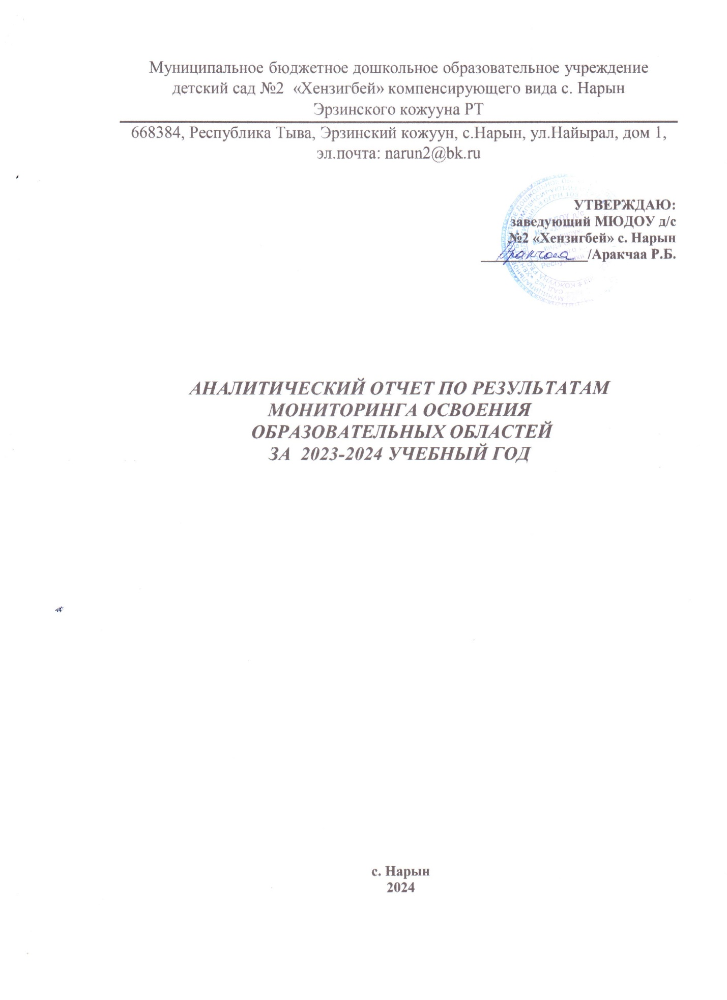 Муниципальное бюджетное дошкольное образовательное учреждение
детский сад №2 «Хензигбей» компенсирующего вида с. Нарын
Эрзинского кожууна РТ
668384, Республика Тыва, Эрзинский кожуун, с.Нарын, ул.Найырал, дом 1,
эл.почта: narun2@bk.ru
УТВЕРЖДАЮ:
заведующий МЮДОУ д/с
№2 «Хензигбей» с. Нарын
Аракчаа /Аракчаа Р.Б.
АНАЛИТИЧЕСКИЙ ОТЧЕТ ПО РЕЗУЛЬТАТАМ
МОНИТОРИНГА ОСВОЕНИЯ
ОБРАЗОВАТЕЛЬНЫХ ОБЛАСТЕЙ
ЗА 2023-2024 УЧЕБНЫЙ ГОД
с. Нарын
2024